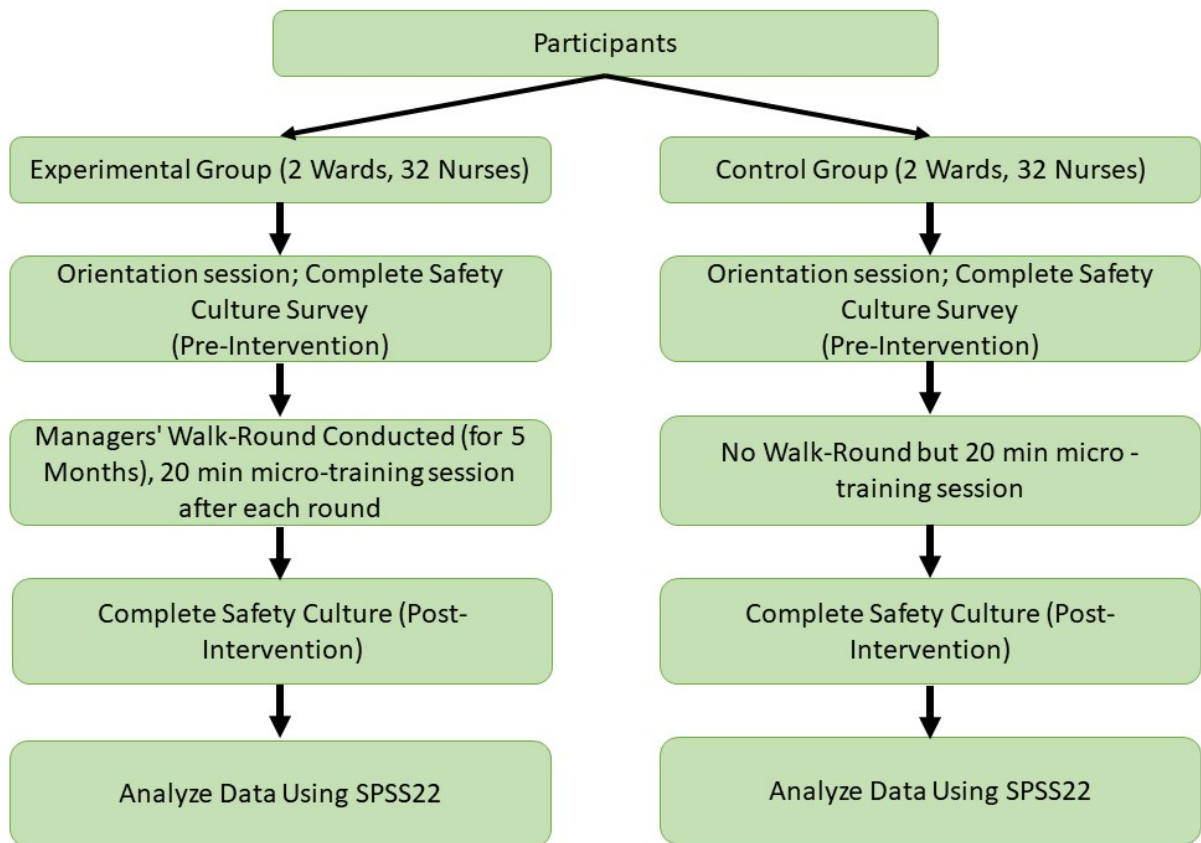 Participants
Experimental Group (2 Wards, 32 Nurses)
Control Group (2 Wards, 32 Nurses)
Orientation session; Complete Safety
Culture Survey
(Pre-Intervention)
Orientation session; Complete Safety
Culture Survey
(Pre-Intervention)
Managers' Walk-Round Conducted (for 5
Months), 20 min micro-training session
after each round
No Walk-Round but 20 min micro -
training session
Complete Safety Culture (Post-
Intervention)
Complete Safety Culture (Post-
Intervention)
Analyze Data Using SPSS22
Analyze Data Using SPSS22